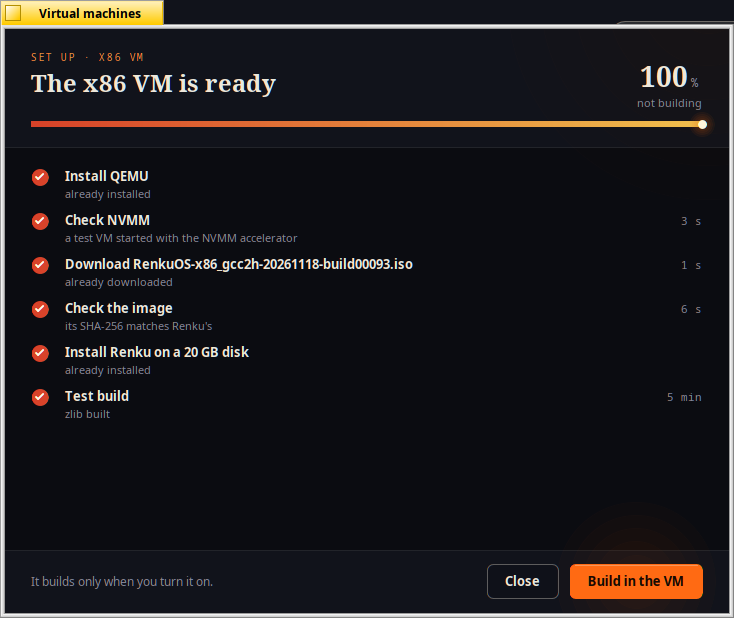 Virtual machines
SET UP · X86 VM
The x86 VM is ready
100 %
not building
Install QEMU
already installed
Check NVMM
3 s
a test VM started with the NVMM accelerator
Download RenkuOS-x86_gcc2h-20261118-build00093.iso
1 s
already downloaded
Check the image
6 s
its SHA-256 matches Renku's
Install Renku on a 20 GB disk
already installed
Test build
5 min
zlib built
It builds only when you turn it on.
Close
Build in the VM